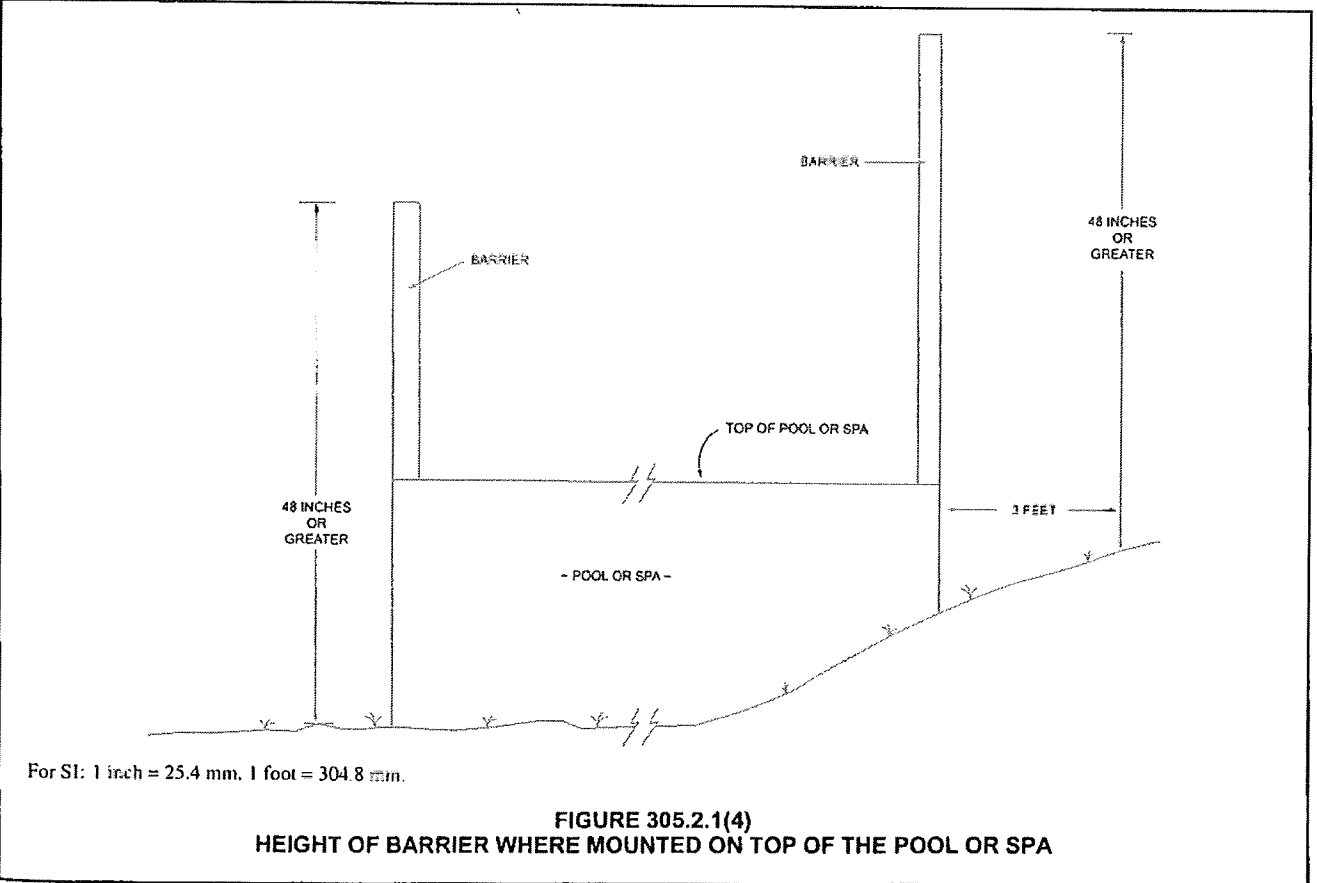 BARRIER
48 INCHES
OR
GREATER
BARRIER
TOP OF POOL OR SPA
48 INCHES
OR
GREATER
3 FEET
- POOL OR SPA -
For SI: 1 inch = 25.4 mm, 1 foot = 304.8 mm.
FIGURE 305.2.1(4)
HEIGHT OF BARRIER WHERE MOUNTED ON TOP OF THE POOL OR SPA